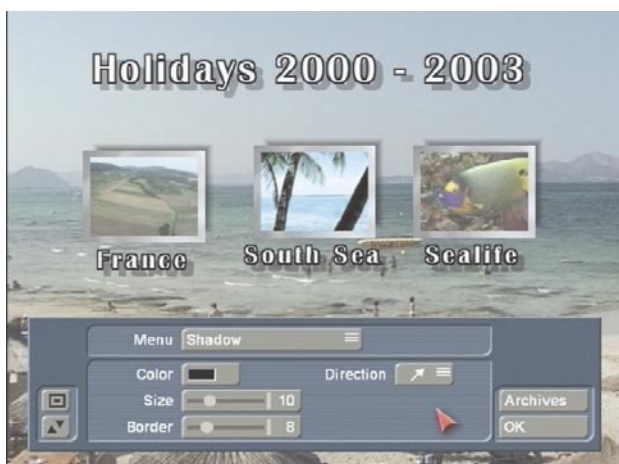 Holidays 2000 - 2003
France
South Sea
Sealife
Menu Shadow
Color Direction
Size 10
Border 8
Archives
OK